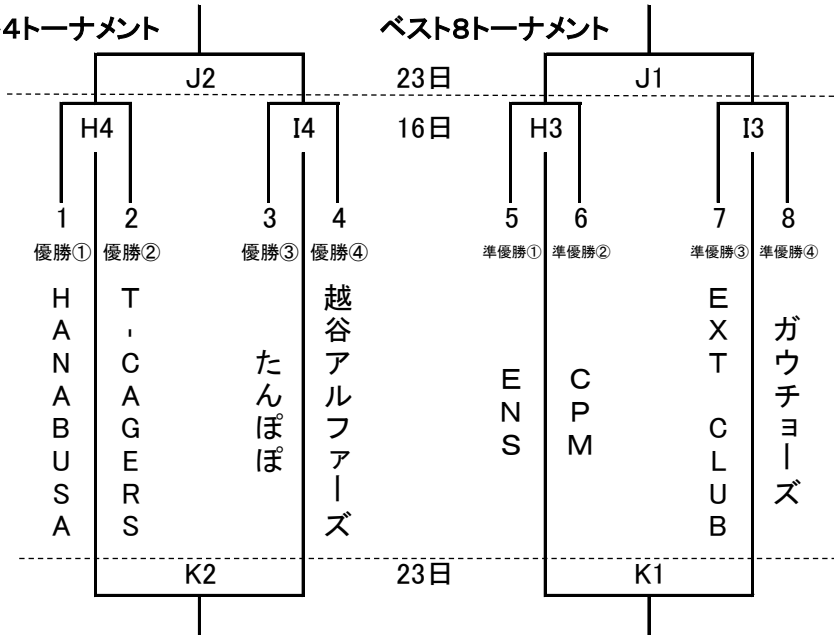 4トーナメント
ベスト8トーナメント
J2
23日
J1
H4
I4
16日
H3
I3
1
2
3
4
5
6
7
8
優勝①
優勝②
優勝③
優勝④
準優勝①
準優勝②
準優勝③
準優勝④
HANABUSA
T-CAGERS
たんぽぽ
越谷アルファーズ
ENS
CPM
EXT CLUB
ガウチョーズ
K2
23日
K1